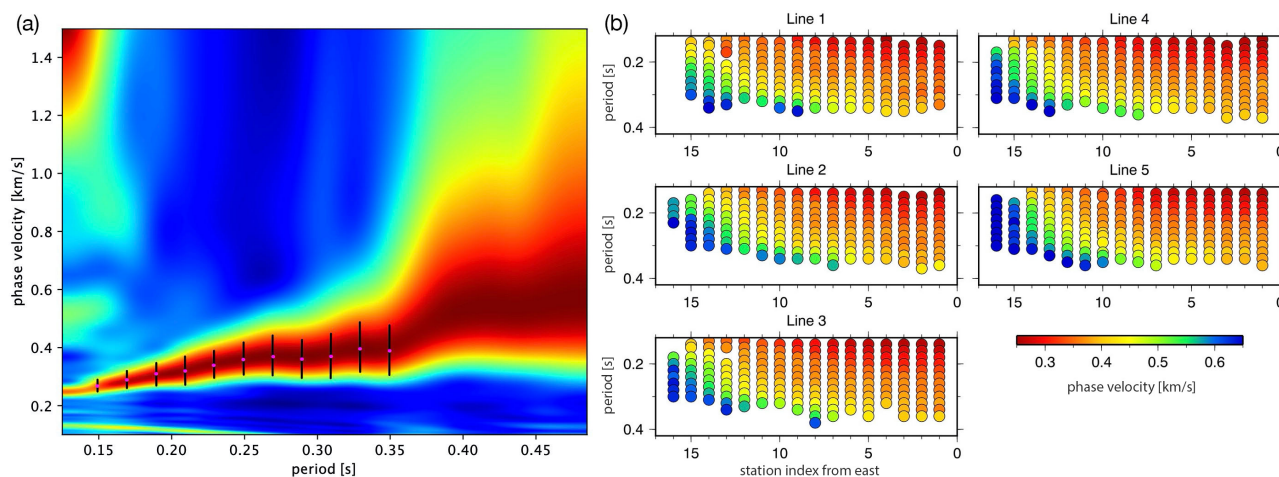 (a)
1.4
1.2
1.0
0.8
0.6
0.4
0.2
phase velocity [km/s]
0.15 0.20 0.25 0.30 0.35 0.40 0.45
period [s]
(b)
Line 1
0.2
0.4
period [s]
15 10 5 0
Line 2
0.2
0.4
period [s]
15 10 5 0
Line 3
0.2
0.4
period [s]
15 10 5 0
station index from east
Line 4
15 10 5 0
Line 5
15 10 5 0
0.3 0.4 0.5 0.6
phase velocity [km/s]